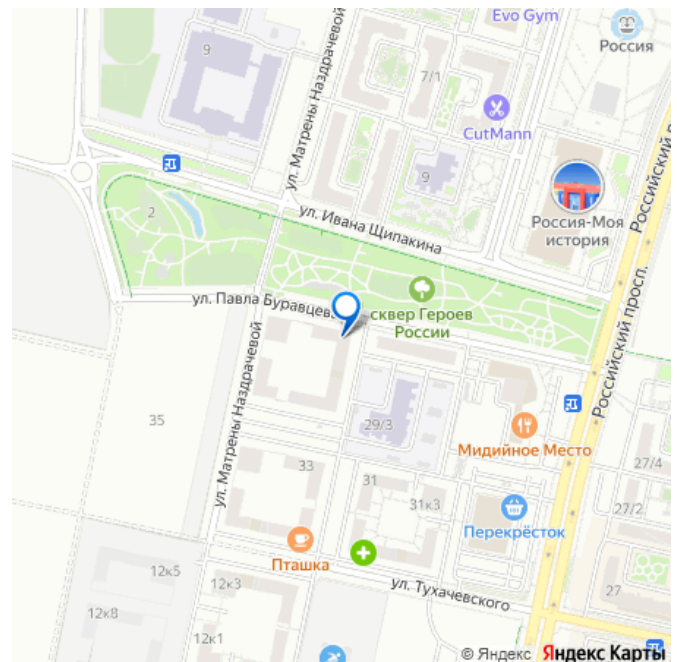 Evo Gym
Россия
9
7/1
CutMann
ул. Матрены Наздрачевой
9
Россия-Моя
история
Российский пр
2
ул. Ивана Щипакина
ул. Павла Буравцева
сквер Героев
России
Российский просп.
ул. Матрены Наздрачевой
35
29/3
Мидийное Место
33
31
31к3
27/4
27/2
Перекрёсток
Пташка
12к5
12к3
ул. Тухачевского
27
12к8
12к1
© Яндекс Яндекс Карты